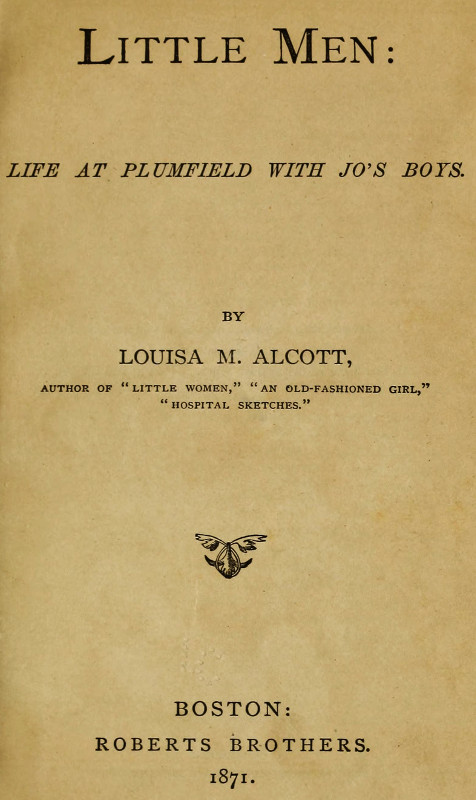 LITTLE MEN:
LIFE AT PLUMFIELD WITH JO'S BOYS.
BY
LOUISA M. ALCOTT,
AUTHOR OF "LITTLE WOMEN," "AN OLD-FASHIONED GIRL,"
"HOSPITAL SKETCHES."
BOSTON:
ROBERTS BROTHERS.
1871.